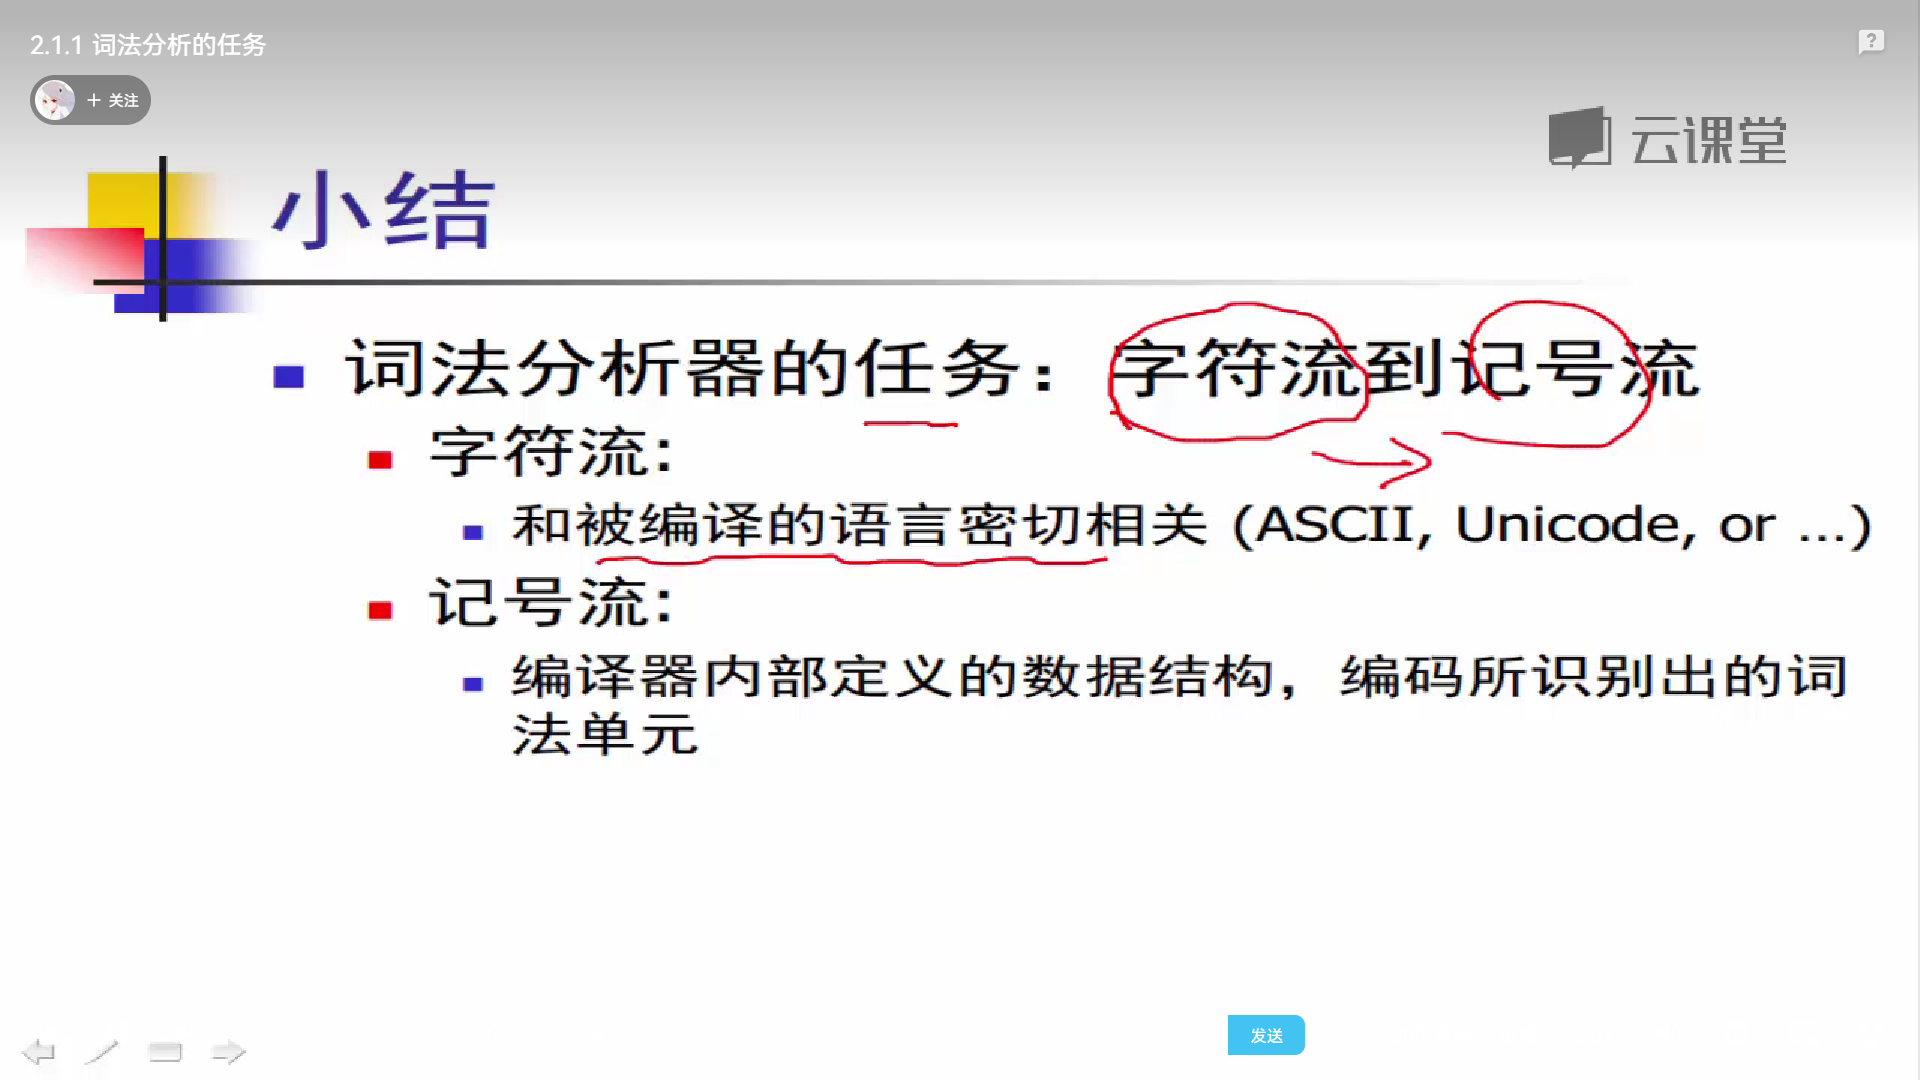 2.1.1 词法分析的任务
+ 关注
云课堂
小结
词法分析器的任务：字符流到记号流
字符流:
和被编译的语言密切相关 (ASCII, Unicode, or ...)
记号流:
编译器内部定义的数据结构，编码所识别出的词
法单元
发送